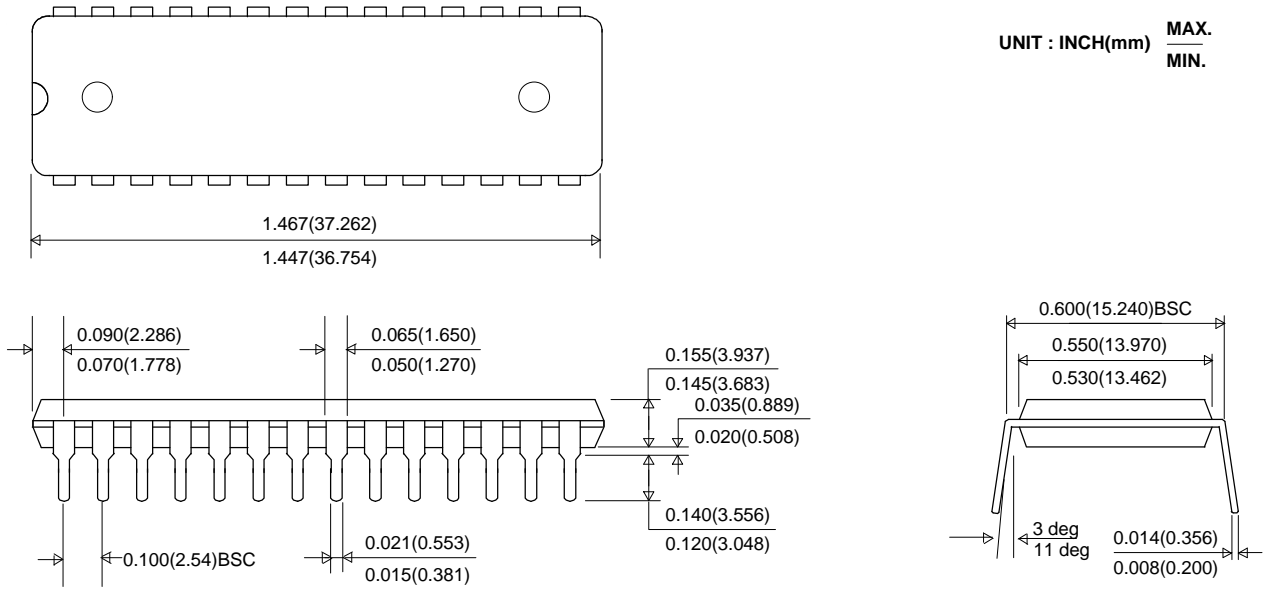 UNIT : INCH(mm)
MAX.
MIN.
1.467(37.262)
1.447(36.754)
0.090(2.286)
0.070(1.778)
0.065(1.650)
0.050(1.270)
0.155(3.937)
0.145(3.683)
0.035(0.889)
0.020(0.508)
0.140(3.556)
0.120(3.048)
0.100(2.54)BSC
0.021(0.553)
0.015(0.381)
0.600(15.240)BSC
0.550(13.970)
0.530(13.462)
3 deg
11 deg
0.014(0.356)
0.008(0.200)